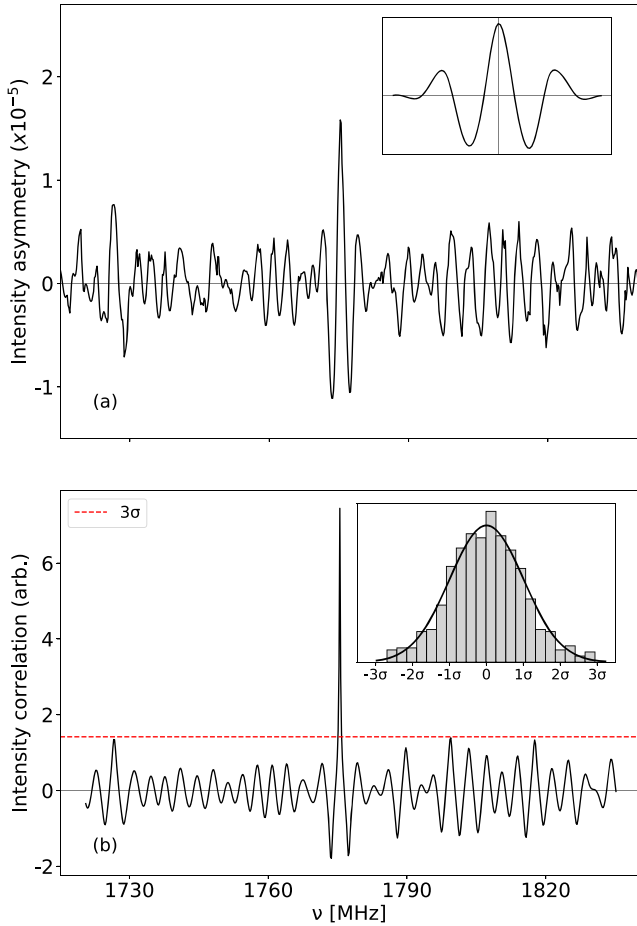 Intensity asymmetry (x10⁻⁵)
2
1
0
-1
(a)
Intensity correlation (arb.)
6
4
2
0
-2
3σ
-3σ -2σ -1σ 0 1σ 2σ 3σ
(b)
1730 1760 1790 1820
ν [MHz]